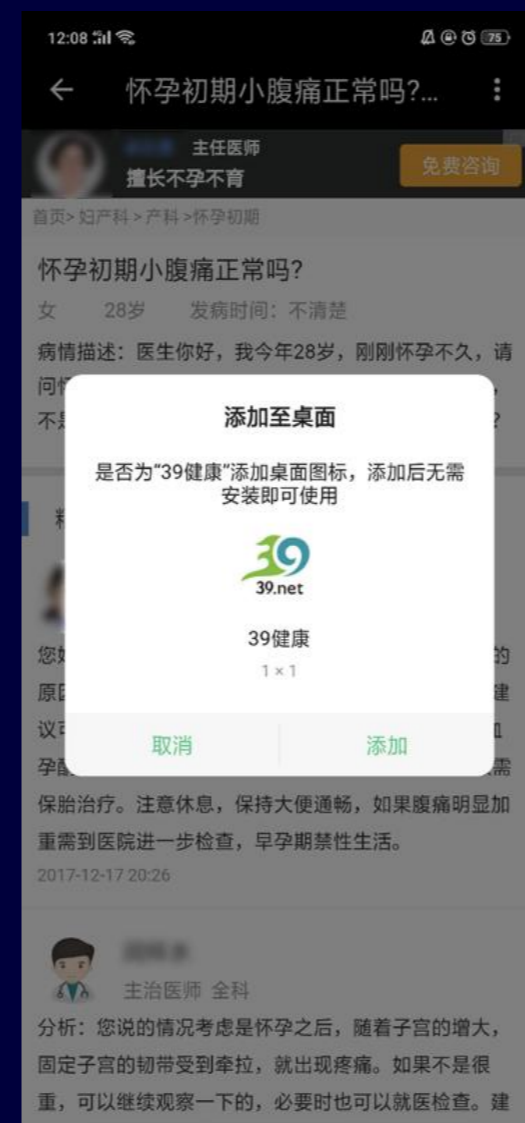 12:08
75
怀孕初期小腹痛正常吗?...
主任医师
擅长不孕不育
免费咨询
首页>妇产科>产科>怀孕初期
怀孕初期小腹痛正常吗?
女 28岁 发病时间：不清楚
病情描述：医生你好，我今年28岁，刚刚怀孕不久，请
问
不是
?
添加至桌面
是否为“39健康”添加桌面图标，添加后无需
安装即可使用
39
39.net
39健康
1×1
取消
添加
您好
的
原因
建
议
孕酮
需
保胎治疗。注意休息，保持大便通畅，如果腹痛明显加
重需到医院进一步检查，早孕期禁性生活。
2017-12-17 20:26
主治医师 全科
分析：您说的情况考虑是怀孕之后，随着子宫的增大，
固定子宫的韧带受到牵拉，就出现疼痛。如果不是很
重，可以继续观察一下的，必要时也可以就医检查。建